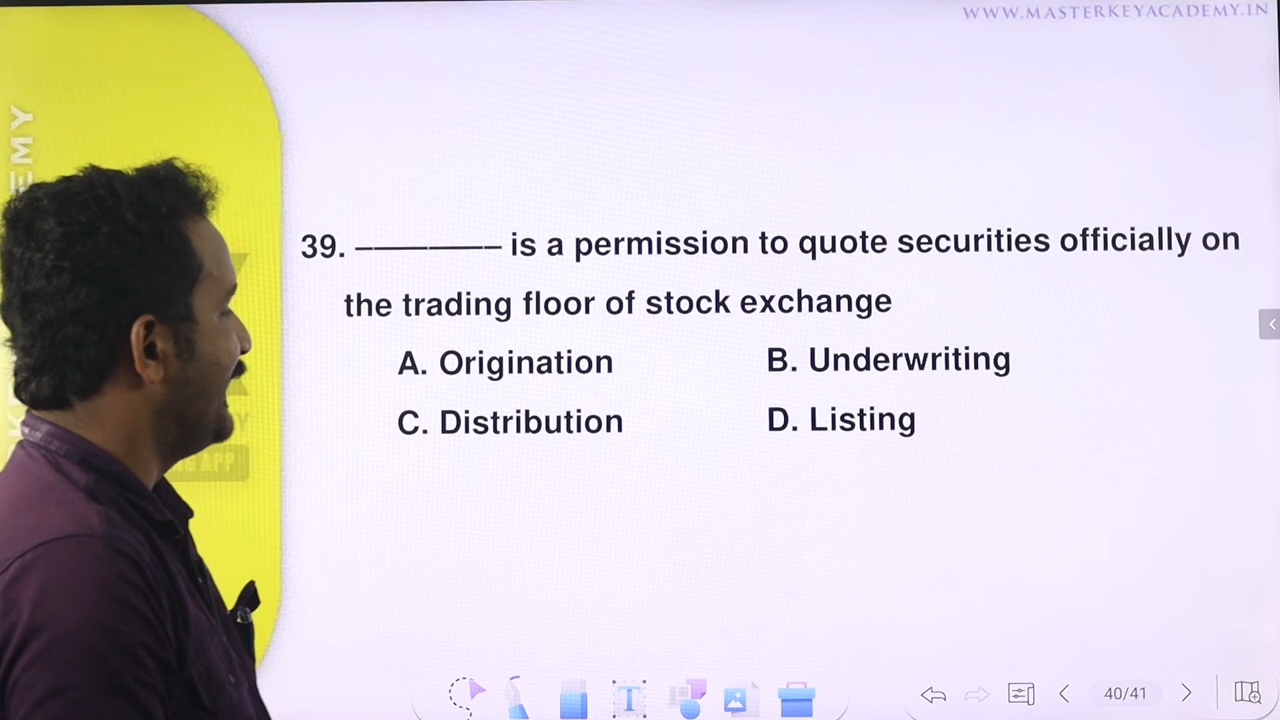 WWW.MASTERKEYACADEMY.IN
39. ———— is a permission to quote securities officially on
the trading floor of stock exchange
A. Origination B. Underwriting
C. Distribution D. Listing
40/41